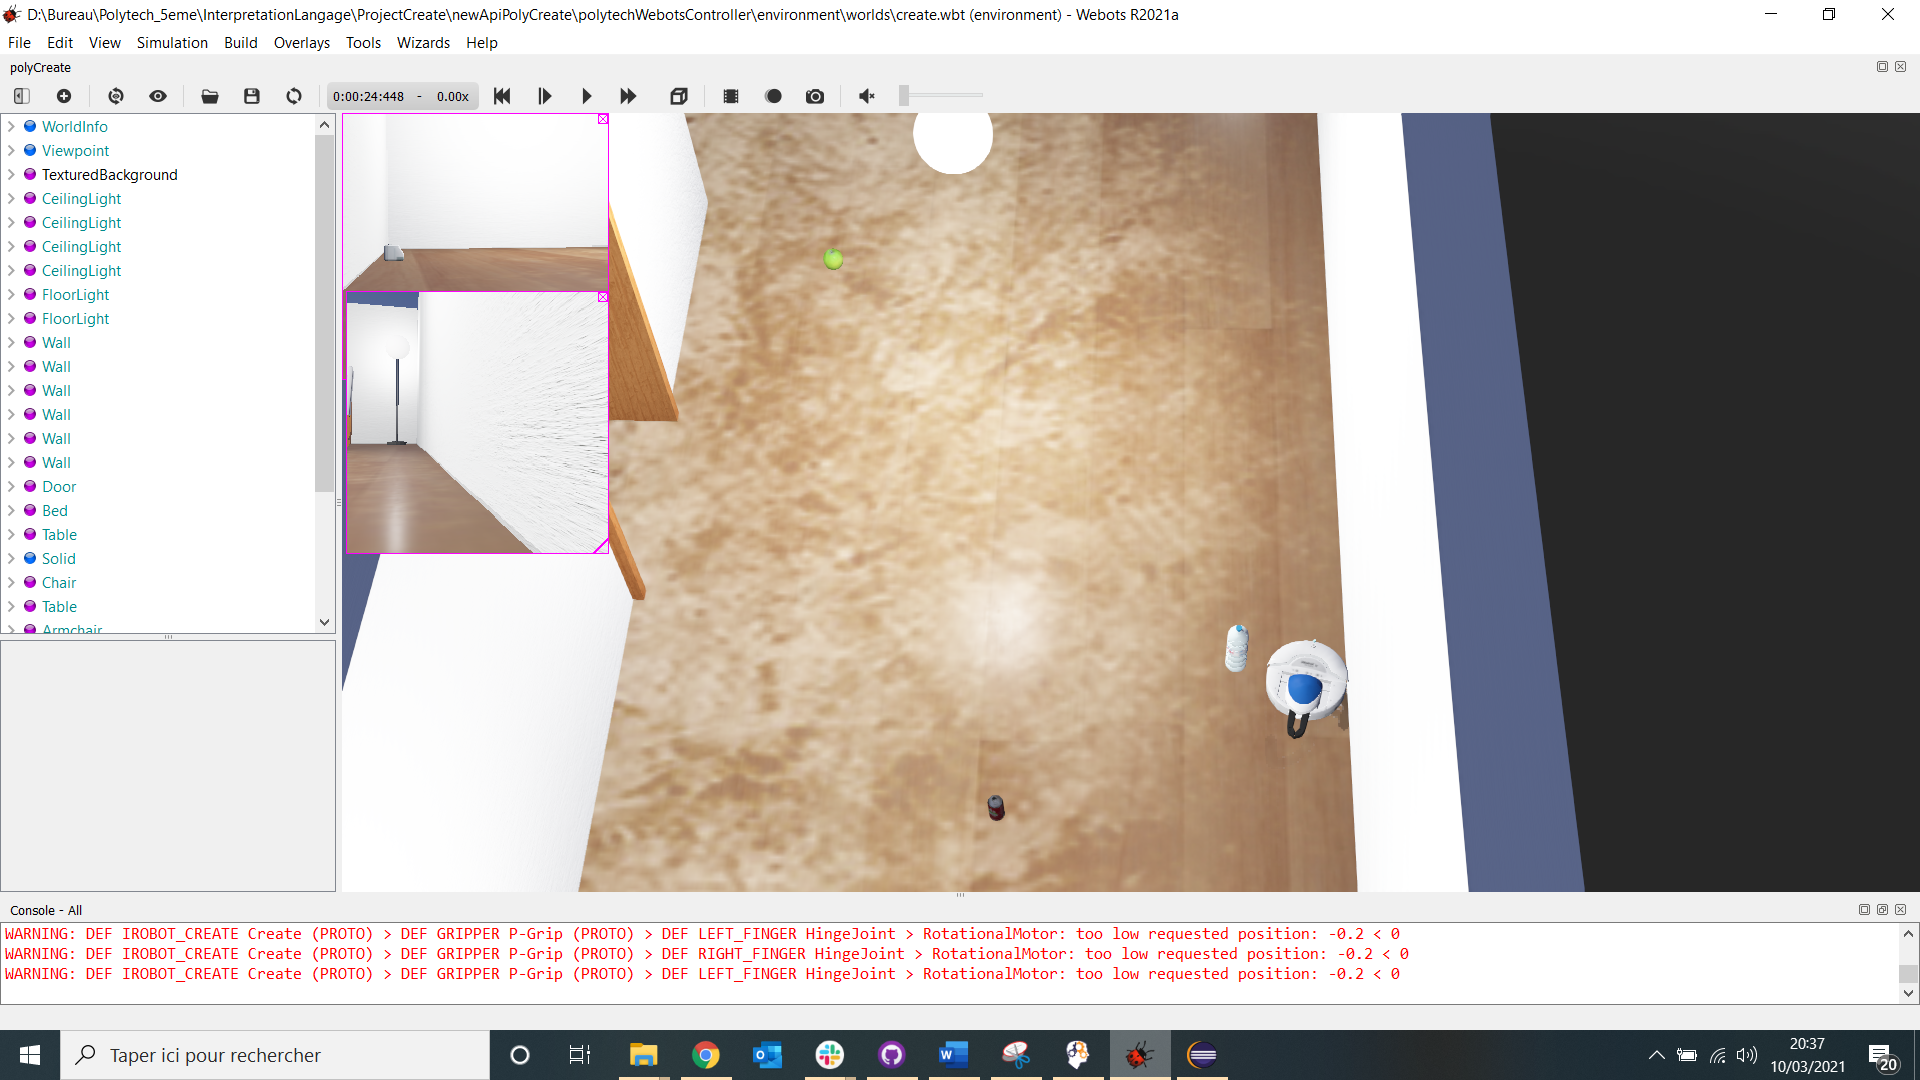 D:\Bureau\Polytech_5eme\InterpretationLangage\ProjectCreate\newApiPolyCreate\polytechWebotsController\environment\worlds\create.wbt (environment) - Webots R2021a
File Edit View Simulation Build Overlays Tools Wizards Help
polyCreate
0:00:24:448 - 0.00x
WorldInfo
Viewpoint
TexturedBackground
CeilingLight
CeilingLight
CeilingLight
CeilingLight
FloorLight
FloorLight
Wall
Wall
Wall
Wall
Wall
Wall
Door
Bed
Table
Solid
Chair
Table
Armchair
Console - All
WARNING: DEF IROBOT_CREATE Create (PROTO) > DEF GRIPPER P-Grip (PROTO) > DEF LEFT_FINGER HingeJoint > RotationalMotor: too low requested position: -0.2 < 0
WARNING: DEF IROBOT_CREATE Create (PROTO) > DEF GRIPPER P-Grip (PROTO) > DEF RIGHT_FINGER HingeJoint > RotationalMotor: too low requested position: -0.2 < 0
WARNING: DEF IROBOT_CREATE Create (PROTO) > DEF GRIPPER P-Grip (PROTO) > DEF LEFT_FINGER HingeJoint > RotationalMotor: too low requested position: -0.2 < 0
Taper ici pour rechercher
20:37
10/03/2021
20